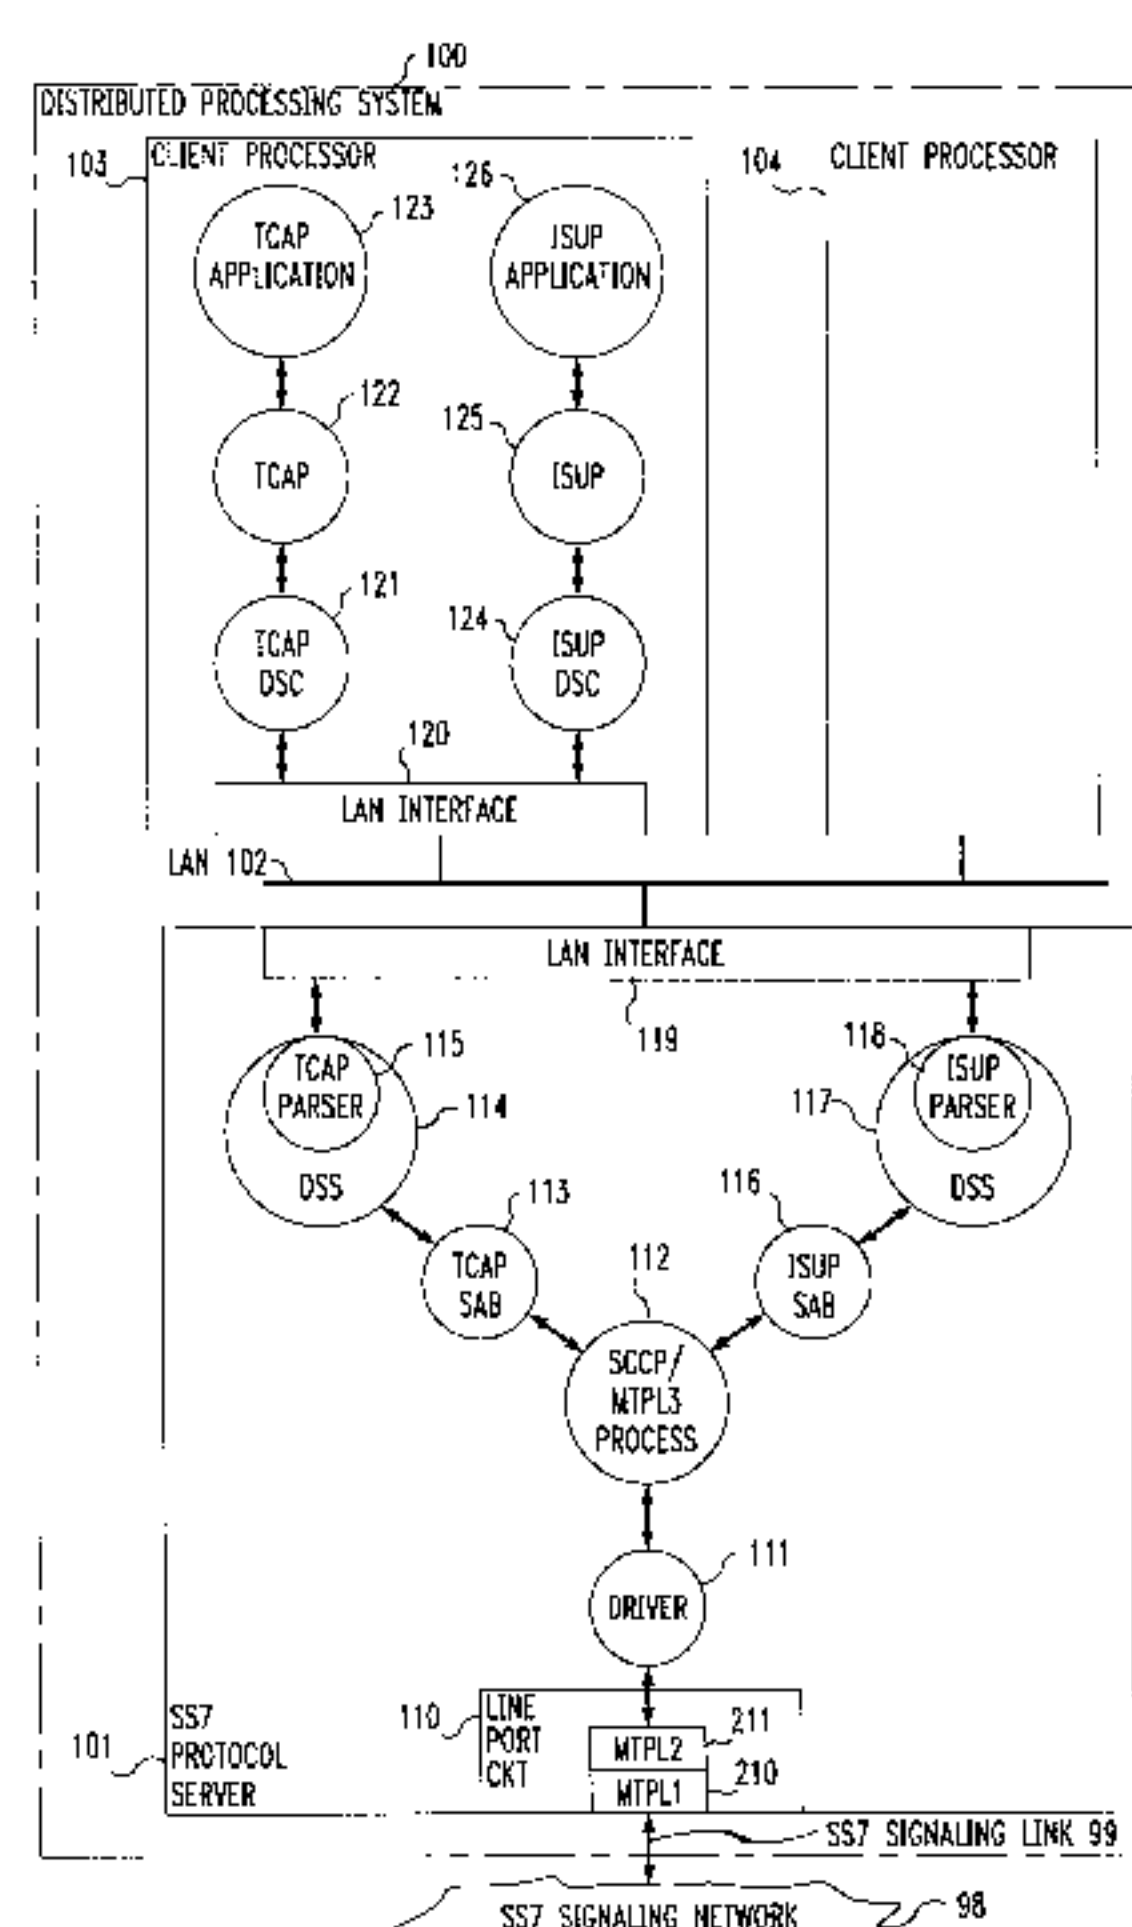 100
DISTRIBUTED PROCESSING SYSTEM
103
CLIENT PROCESSOR
104
CLIENT PROCESSOR
123
126
TCAP
APPLICATION
ISUP
APPLICATION
122
125
TCAP
ISUP
121
124
TCAP
DSC
ISUP
DSC
120
LAN INTERFACE
LAN 102
LAN INTERFACE
119
115
TCAP
PARSER
114
DSS
118
ISUP
PARSER
117
DSS
113
TCAP
SAB
116
ISUP
SAB
112
SCCP/
MTPL3
PROCESS
111
DRIVER
110
LINE
PORT
CKT
211
MTPL2
210
MTPL1
101
SS7
PROTOCOL
SERVER
SS7 SIGNALING LINK 99
SS7 SIGNALING NETWORK
98